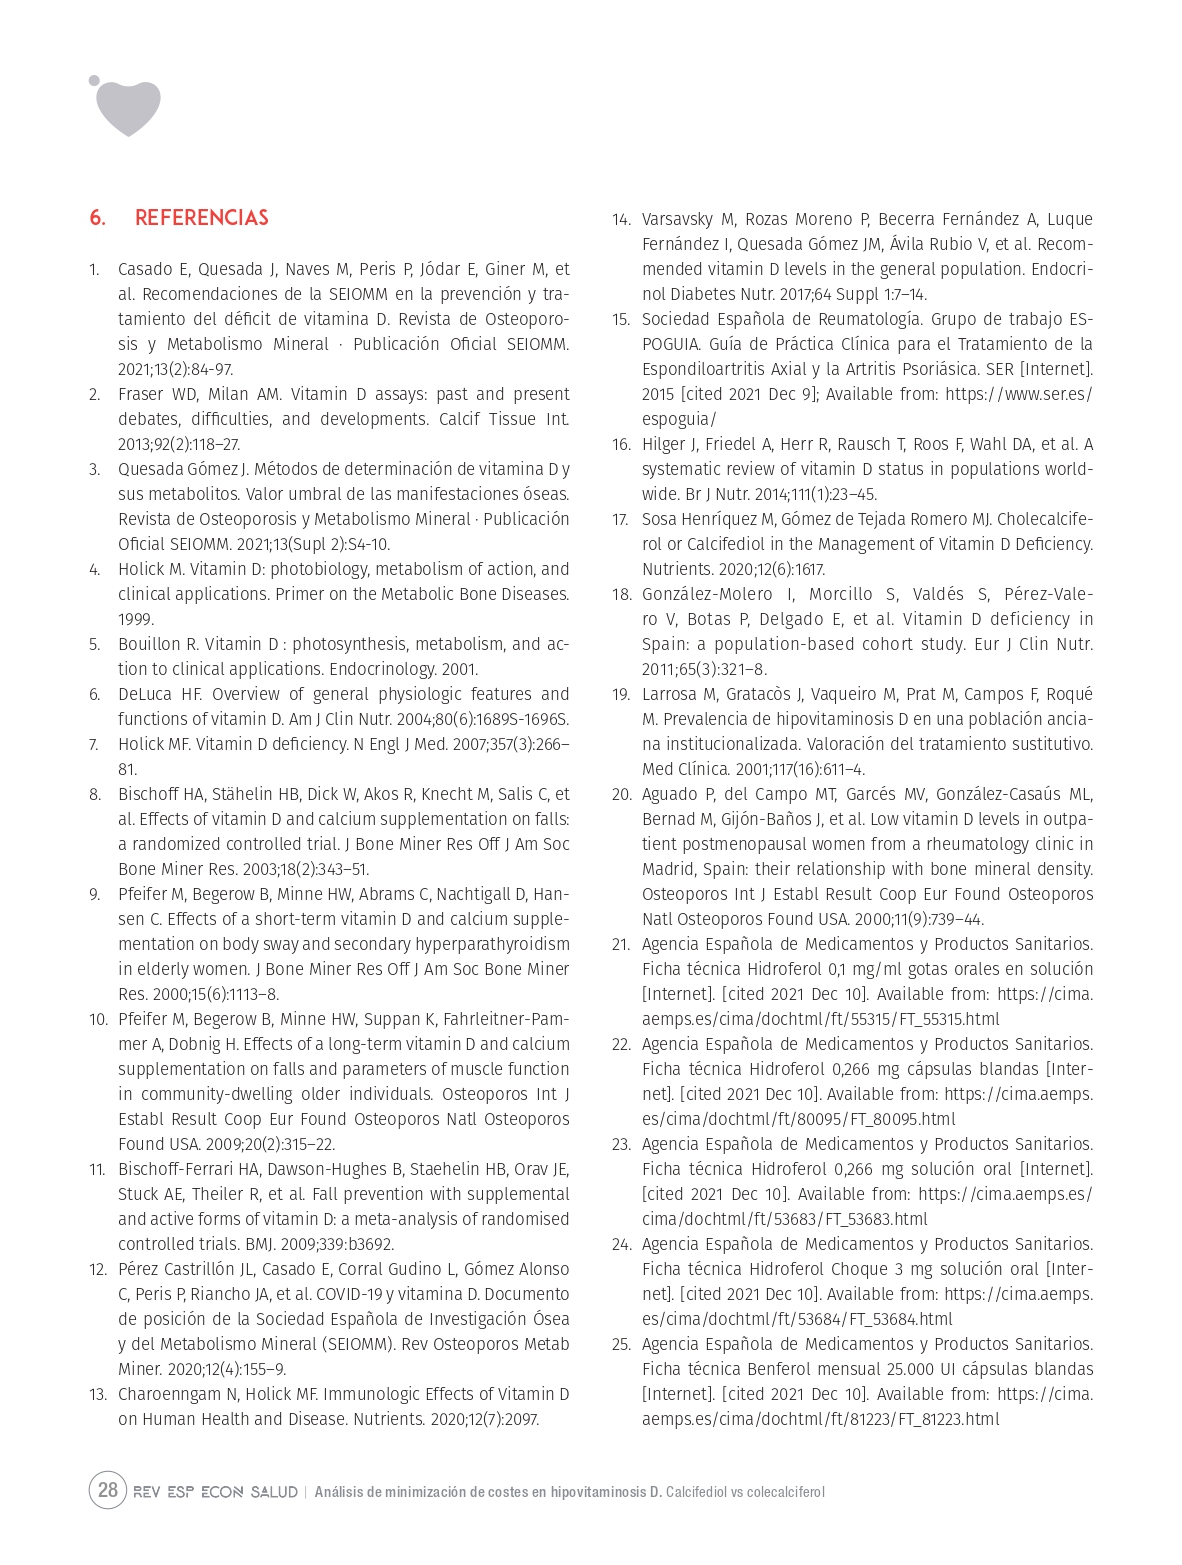 6. REFERENCIAS
1. Casado E, Quesada J, Naves M, Peris P, Jódar E, Giner M, et
al. Recomendaciones de la SEIOMM en la prevención y tra-
tamiento del déficit de vitamina D. Revista de Osteoporo-
sis y Metabolismo Mineral · Publicación Oficial SEIOMM.
2021;13(2):84-97.
2. Fraser WD, Milan AM. Vitamin D assays: past and present
debates, difficulties, and developments. Calcif Tissue Int.
2013;92(2):118–27.
3. Quesada Gómez J. Métodos de determinación de vitamina D y
sus metabolitos. Valor umbral de las manifestaciones óseas.
Revista de Osteoporosis y Metabolismo Mineral · Publicación
Oficial SEIOMM. 2021;13(Supl 2):S4-10.
4. Holick M. Vitamin D: photobiology, metabolism of action, and
clinical applications. Primer on the Metabolic Bone Diseases.
1999.
5. Bouillon R. Vitamin D : photosynthesis, metabolism, and ac-
tion to clinical applications. Endocrinology. 2001.
6. DeLuca HF. Overview of general physiologic features and
functions of vitamin D. Am J Clin Nutr. 2004;80(6):1689S-1696S.
7. Holick MF. Vitamin D deficiency. N Engl J Med. 2007;357(3):266–
81.
8. Bischoff HA, Stähelin HB, Dick W, Akos R, Knecht M, Salis C, et
al. Effects of vitamin D and calcium supplementation on falls:
a randomized controlled trial. J Bone Miner Res Off J Am Soc
Bone Miner Res. 2003;18(2):343–51.
9. Pfeifer M, Begerow B, Minne HW, Abrams C, Nachtigall D, Han-
sen C. Effects of a short-term vitamin D and calcium supple-
mentation on body sway and secondary hyperparathyroidism
in elderly women. J Bone Miner Res Off J Am Soc Bone Miner
Res. 2000;15(6):1113–8.
10. Pfeifer M, Begerow B, Minne HW, Suppan K, Fahrleitner-Pam-
mer A, Dobnig H. Effects of a long-term vitamin D and calcium
supplementation on falls and parameters of muscle function
in community-dwelling older individuals. Osteoporos Int J
Establ Result Coop Eur Found Osteoporos Natl Osteoporos
Found USA. 2009;20(2):315–22.
11. Bischoff-Ferrari HA, Dawson-Hughes B, Staehelin HB, Orav JE,
Stuck AE, Theiler R, et al. Fall prevention with supplemental
and active forms of vitamin D: a meta-analysis of randomised
controlled trials. BMJ. 2009;339:b3692.
12. Pérez Castrillón JL, Casado E, Corral Gudino L, Gómez Alonso
C, Peris P, Riancho JA, et al. COVID-19 y vitamina D. Documento
de posición de la Sociedad Española de Investigación Ósea
y del Metabolismo Mineral (SEIOMM). Rev Osteoporos Metab
Miner. 2020;12(4):155–9.
13. Charoenngam N, Holick MF. Immunologic Effects of Vitamin D
on Human Health and Disease. Nutrients. 2020;12(7):2097.
14. Varsavsky M, Rozas Moreno P, Becerra Fernández A, Luque
Fernández I, Quesada Gómez JM, Ávila Rubio V, et al. Recom-
mended vitamin D levels in the general population. Endocri-
nol Diabetes Nutr. 2017;64 Suppl 1:7–14.
15. Sociedad Española de Reumatología. Grupo de trabajo ES-
POGUIA. Guía de Práctica Clínica para el Tratamiento de la
Espondiloartritis Axial y la Artritis Psoriásica. SER [Internet].
2015 [cited 2021 Dec 9]; Available from: https://www.ser.es/
espoguia/
16. Hilger J, Friedel A, Herr R, Rausch T, Roos F, Wahl DA, et al. A
systematic review of vitamin D status in populations world-
wide. Br J Nutr. 2014;111(1):23–45.
17. Sosa Henríquez M, Gómez de Tejada Romero MJ. Cholecalcife-
rol or Calcifediol in the Management of Vitamin D Deficiency.
Nutrients. 2020;12(6):1617.
18. González-Molero I, Morcillo S, Valdés S, Pérez-Vale-
ro V, Botas P, Delgado E, et al. Vitamin D deficiency in
Spain: a population-based cohort study. Eur J Clin Nutr.
2011;65(3):321–8.
19. Larrosa M, Gratacòs J, Vaqueiro M, Prat M, Campos F, Roqué
M. Prevalencia de hipovitaminosis D en una población ancia-
na institucionalizada. Valoración del tratamiento sustitutivo.
Med Clínica. 2001;117(16):611–4.
20. Aguado P, del Campo MT, Garcés MV, González-Casaús ML,
Bernad M, Gijón-Baños J, et al. Low vitamin D levels in outpa-
tient postmenopausal women from a rheumatology clinic in
Madrid, Spain: their relationship with bone mineral density.
Osteoporos Int J Establ Result Coop Eur Found Osteoporos
Natl Osteoporos Found USA. 2000;11(9):739–44.
21. Agencia Española de Medicamentos y Productos Sanitarios.
Ficha técnica Hidroferol 0,1 mg/ml gotas orales en solución
[Internet]. [cited 2021 Dec 10]. Available from: https://cima.
aemps.es/cima/dochtml/ft/55315/FT_55315.html
22. Agencia Española de Medicamentos y Productos Sanitarios.
Ficha técnica Hidroferol 0,266 mg cápsulas blandas [Inter-
net]. [cited 2021 Dec 10]. Available from: https://cima.aemps.
es/cima/dochtml/ft/80095/FT_80095.html
23. Agencia Española de Medicamentos y Productos Sanitarios.
Ficha técnica Hidroferol 0,266 mg solución oral [Internet].
[cited 2021 Dec 10]. Available from: https://cima.aemps.es/
cima/dochtml/ft/53683/FT_53683.html
24. Agencia Española de Medicamentos y Productos Sanitarios.
Ficha técnica Hidroferol Choque 3 mg solución oral [Inter-
net]. [cited 2021 Dec 10]. Available from: https://cima.aemps.
es/cima/dochtml/ft/53684/FT_53684.html
25. Agencia Española de Medicamentos y Productos Sanitarios.
Ficha técnica Benferol mensual 25.000 UI cápsulas blandas
[Internet]. [cited 2021 Dec 10]. Available from: https://cima.
aemps.es/cima/dochtml/ft/81223/FT_81223.html
28 REV ESP ECON SALUD | Análisis de minimización de costes en hipovitaminosis D. Calcifediol vs colecalciferol